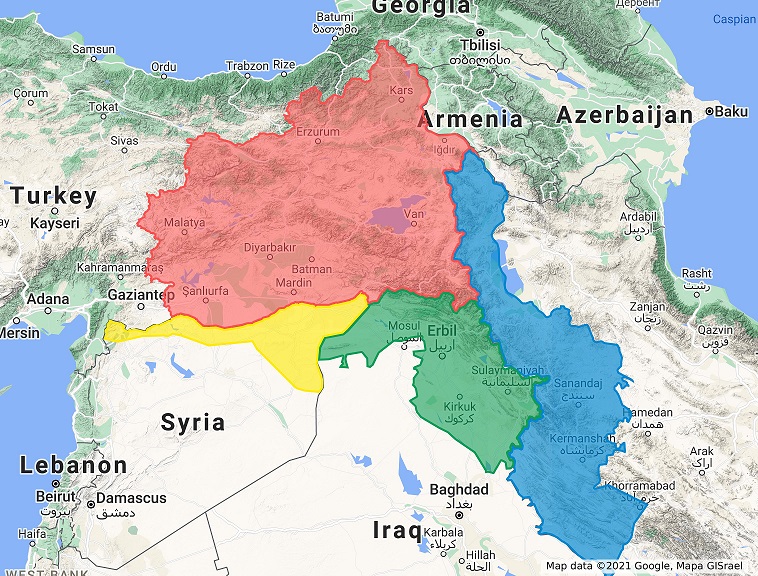 Georgia
Дербент
Caspian
Batumi
ბათუმი
Samsun
Tbilisi
თბილისი
Ordu
Trabzon
Rize
Çorum
Kars
Tokat
Armenia
Azerbaijan
Baku
Erzurum
Sivas
Iğdır
Turkey
Kayseri
ay
Malatya
Van
Ardabil
اردبیل
Diyarbakır
Kahramanmaraş
Batman
Rasht
رشت
Mardin
Adana
Gaziantep
Şanlıurfa
Zanjan
زنجان
Mersin
Mosul
الموصل
Erbil
أربيل
Qazvin
قزوین
Sulaymaniyah
السليمانية
Sanandaj
سنندج
Kirkuk
كركوك
Hamedan
همدان
Syria
Kermanshah
کرمانشاه
Arak
اراک
Lebanon
Beirut
بيروت
Damascus
دمشق
Khorramabad
خرم‌آباد
Baghdad
بغداد
Haifa
Iraq
Karbala
كربلاء
Hillah
الحلة
WEST BANK
Map data ©2021 Google, Mapa GISrael